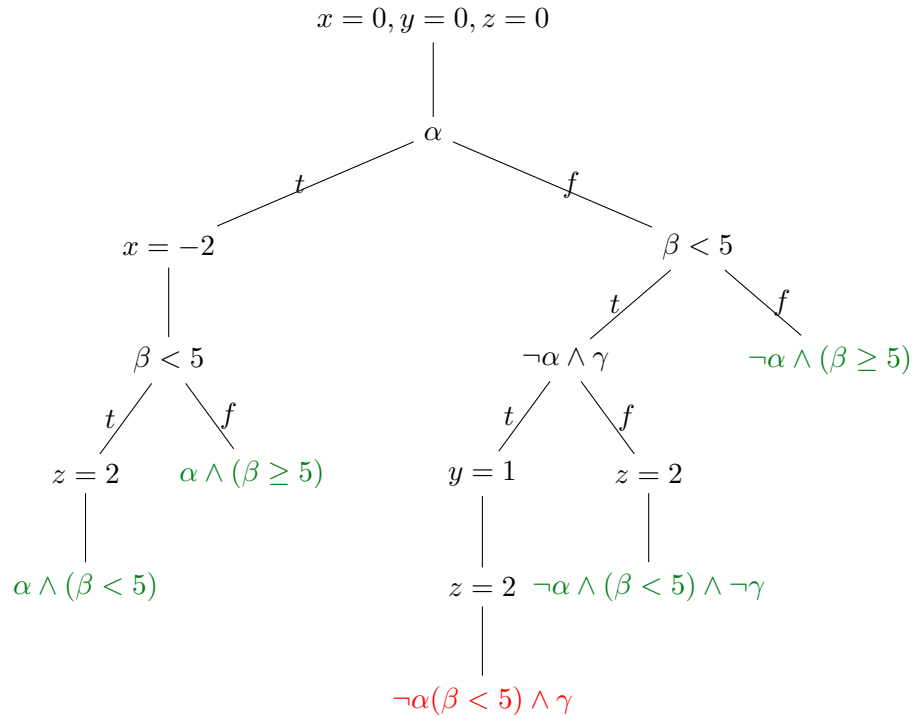 x = 0, y = 0, z = 0
α
t f
x = −2 β < 5
t f
β < 5 ¬α ∧ γ ¬α ∧ (β ≥ 5)
t f t f
z = 2 α ∧ (β ≥ 5) y = 1 z = 2
α ∧ (β < 5) z = 2 ¬α ∧ (β < 5) ∧ ¬γ
¬α(β < 5) ∧ γ